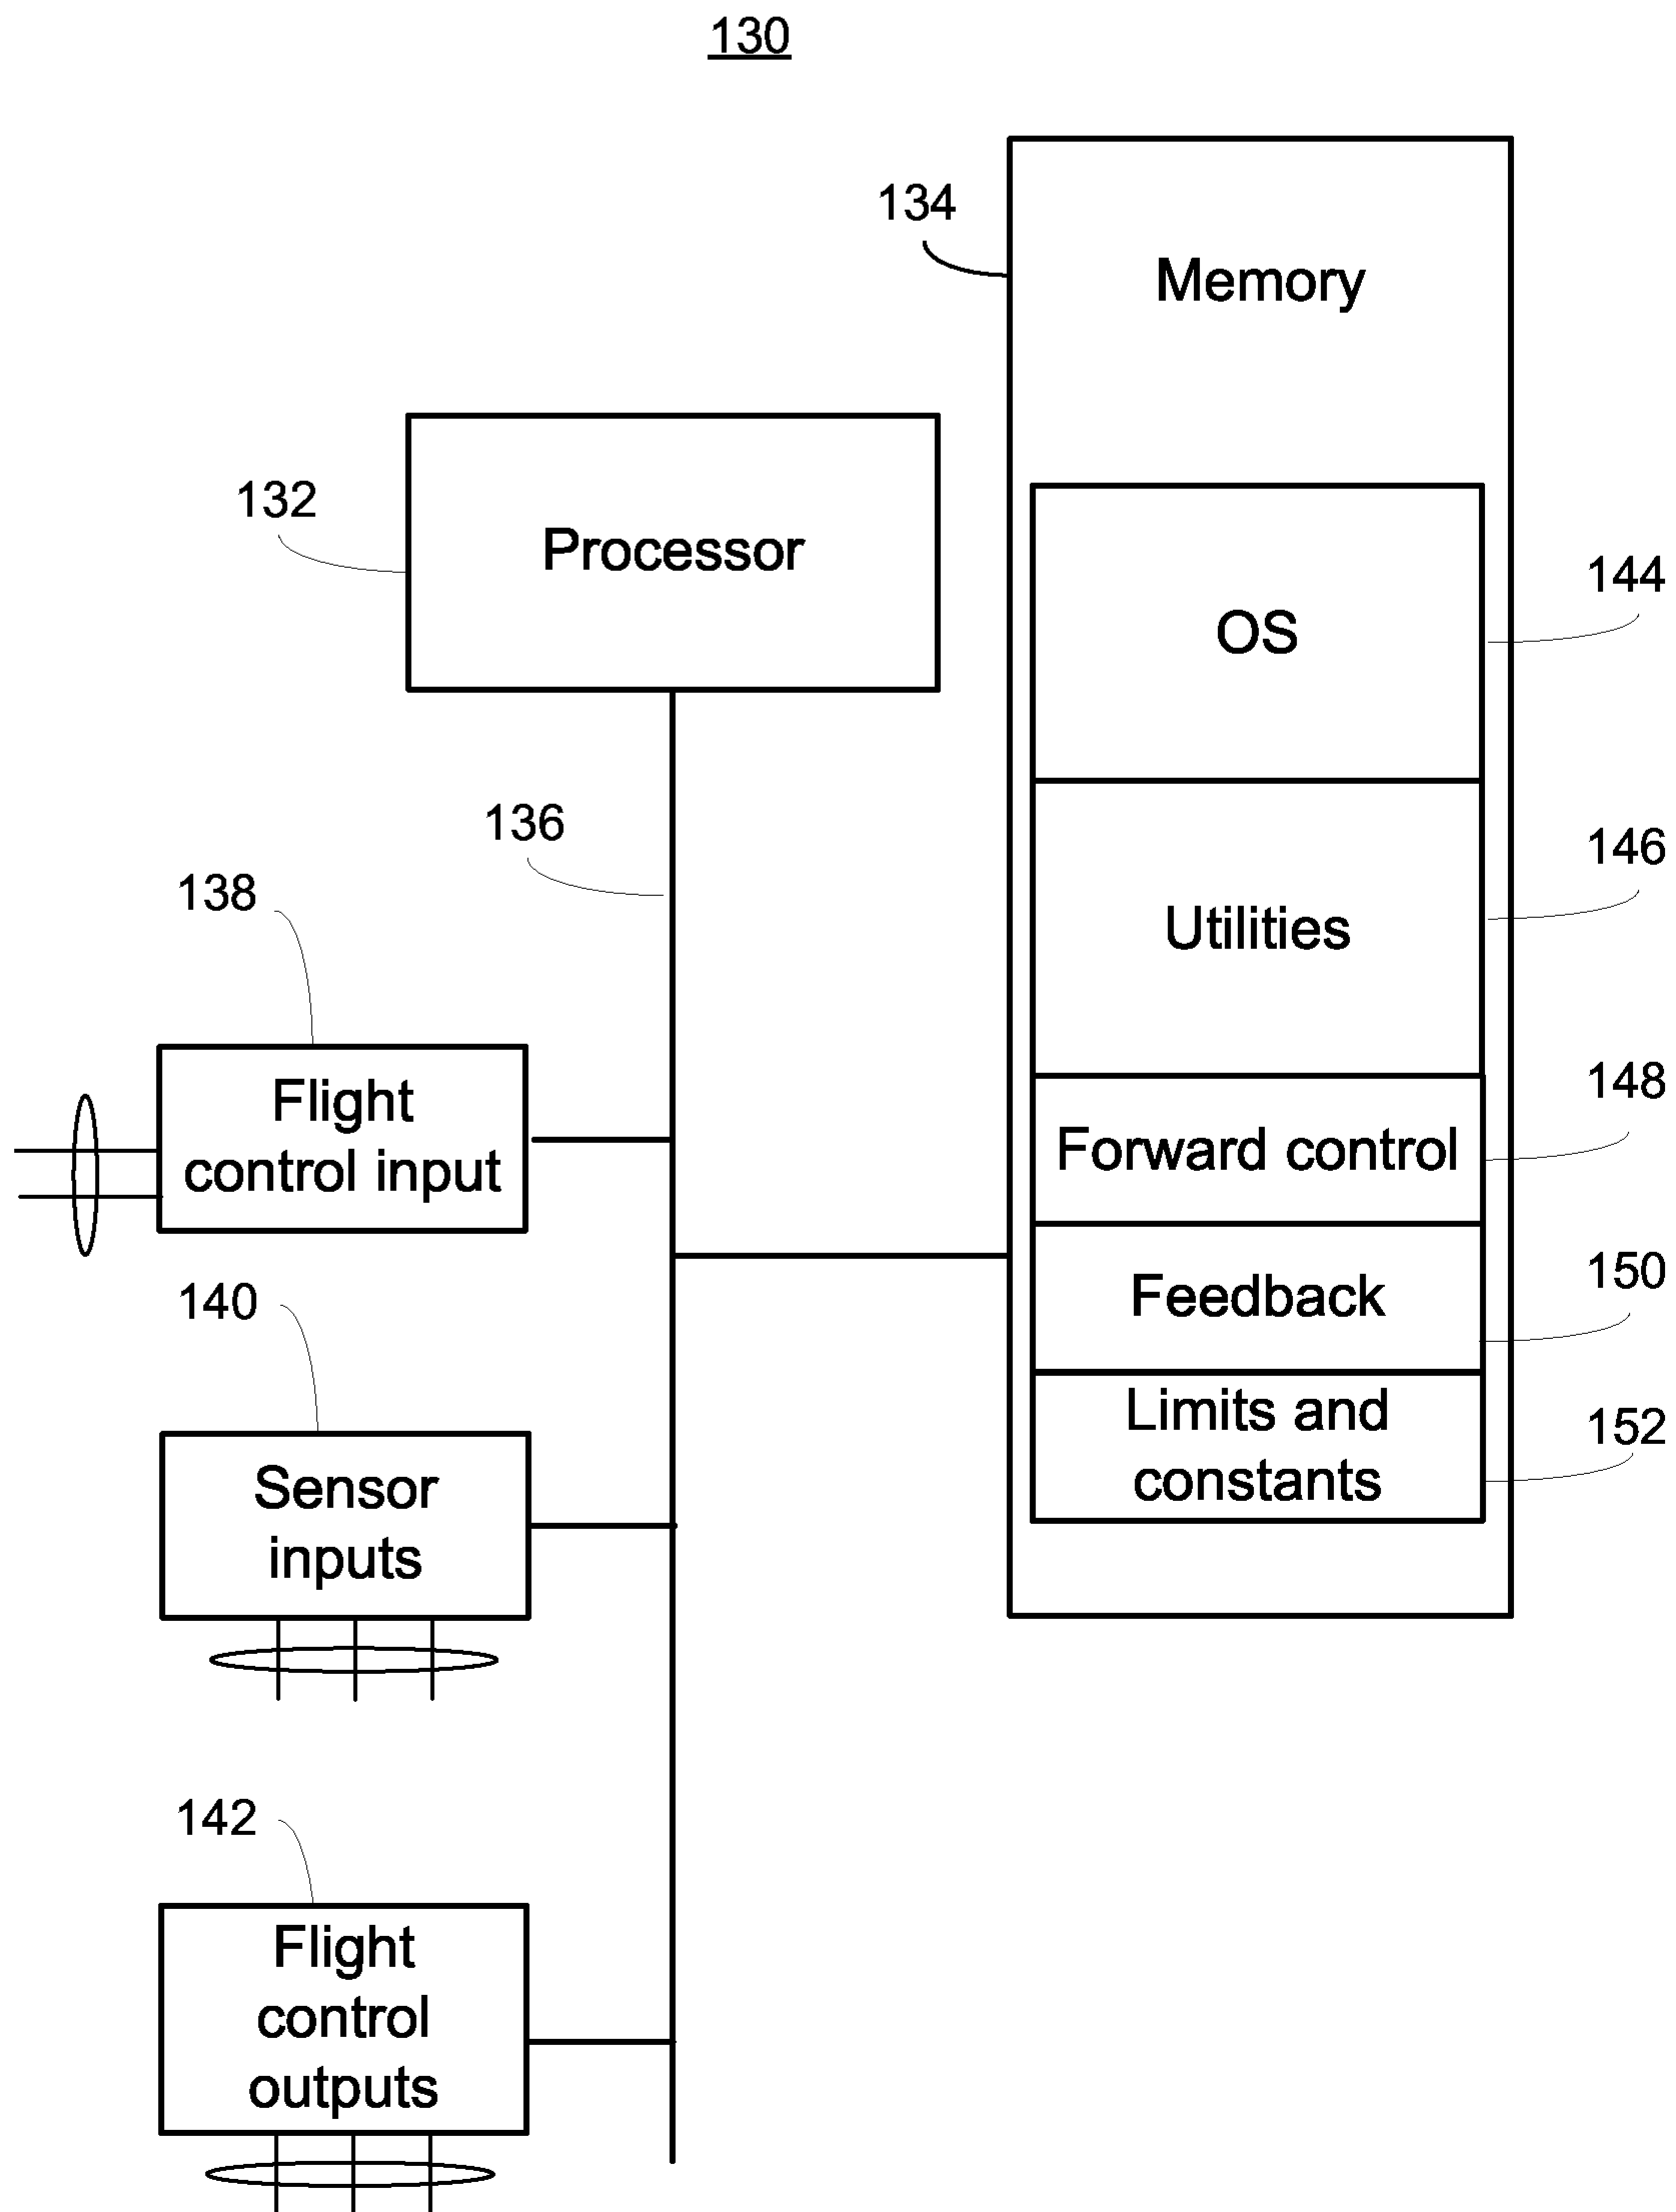 130
134
Memory
132
Processor
OS
144
136
Utilities
146
138
Flight
control input
Forward control
148
140
Feedback
150
Sensor
inputs
Limits and
constants
152
142
Flight
control
outputs